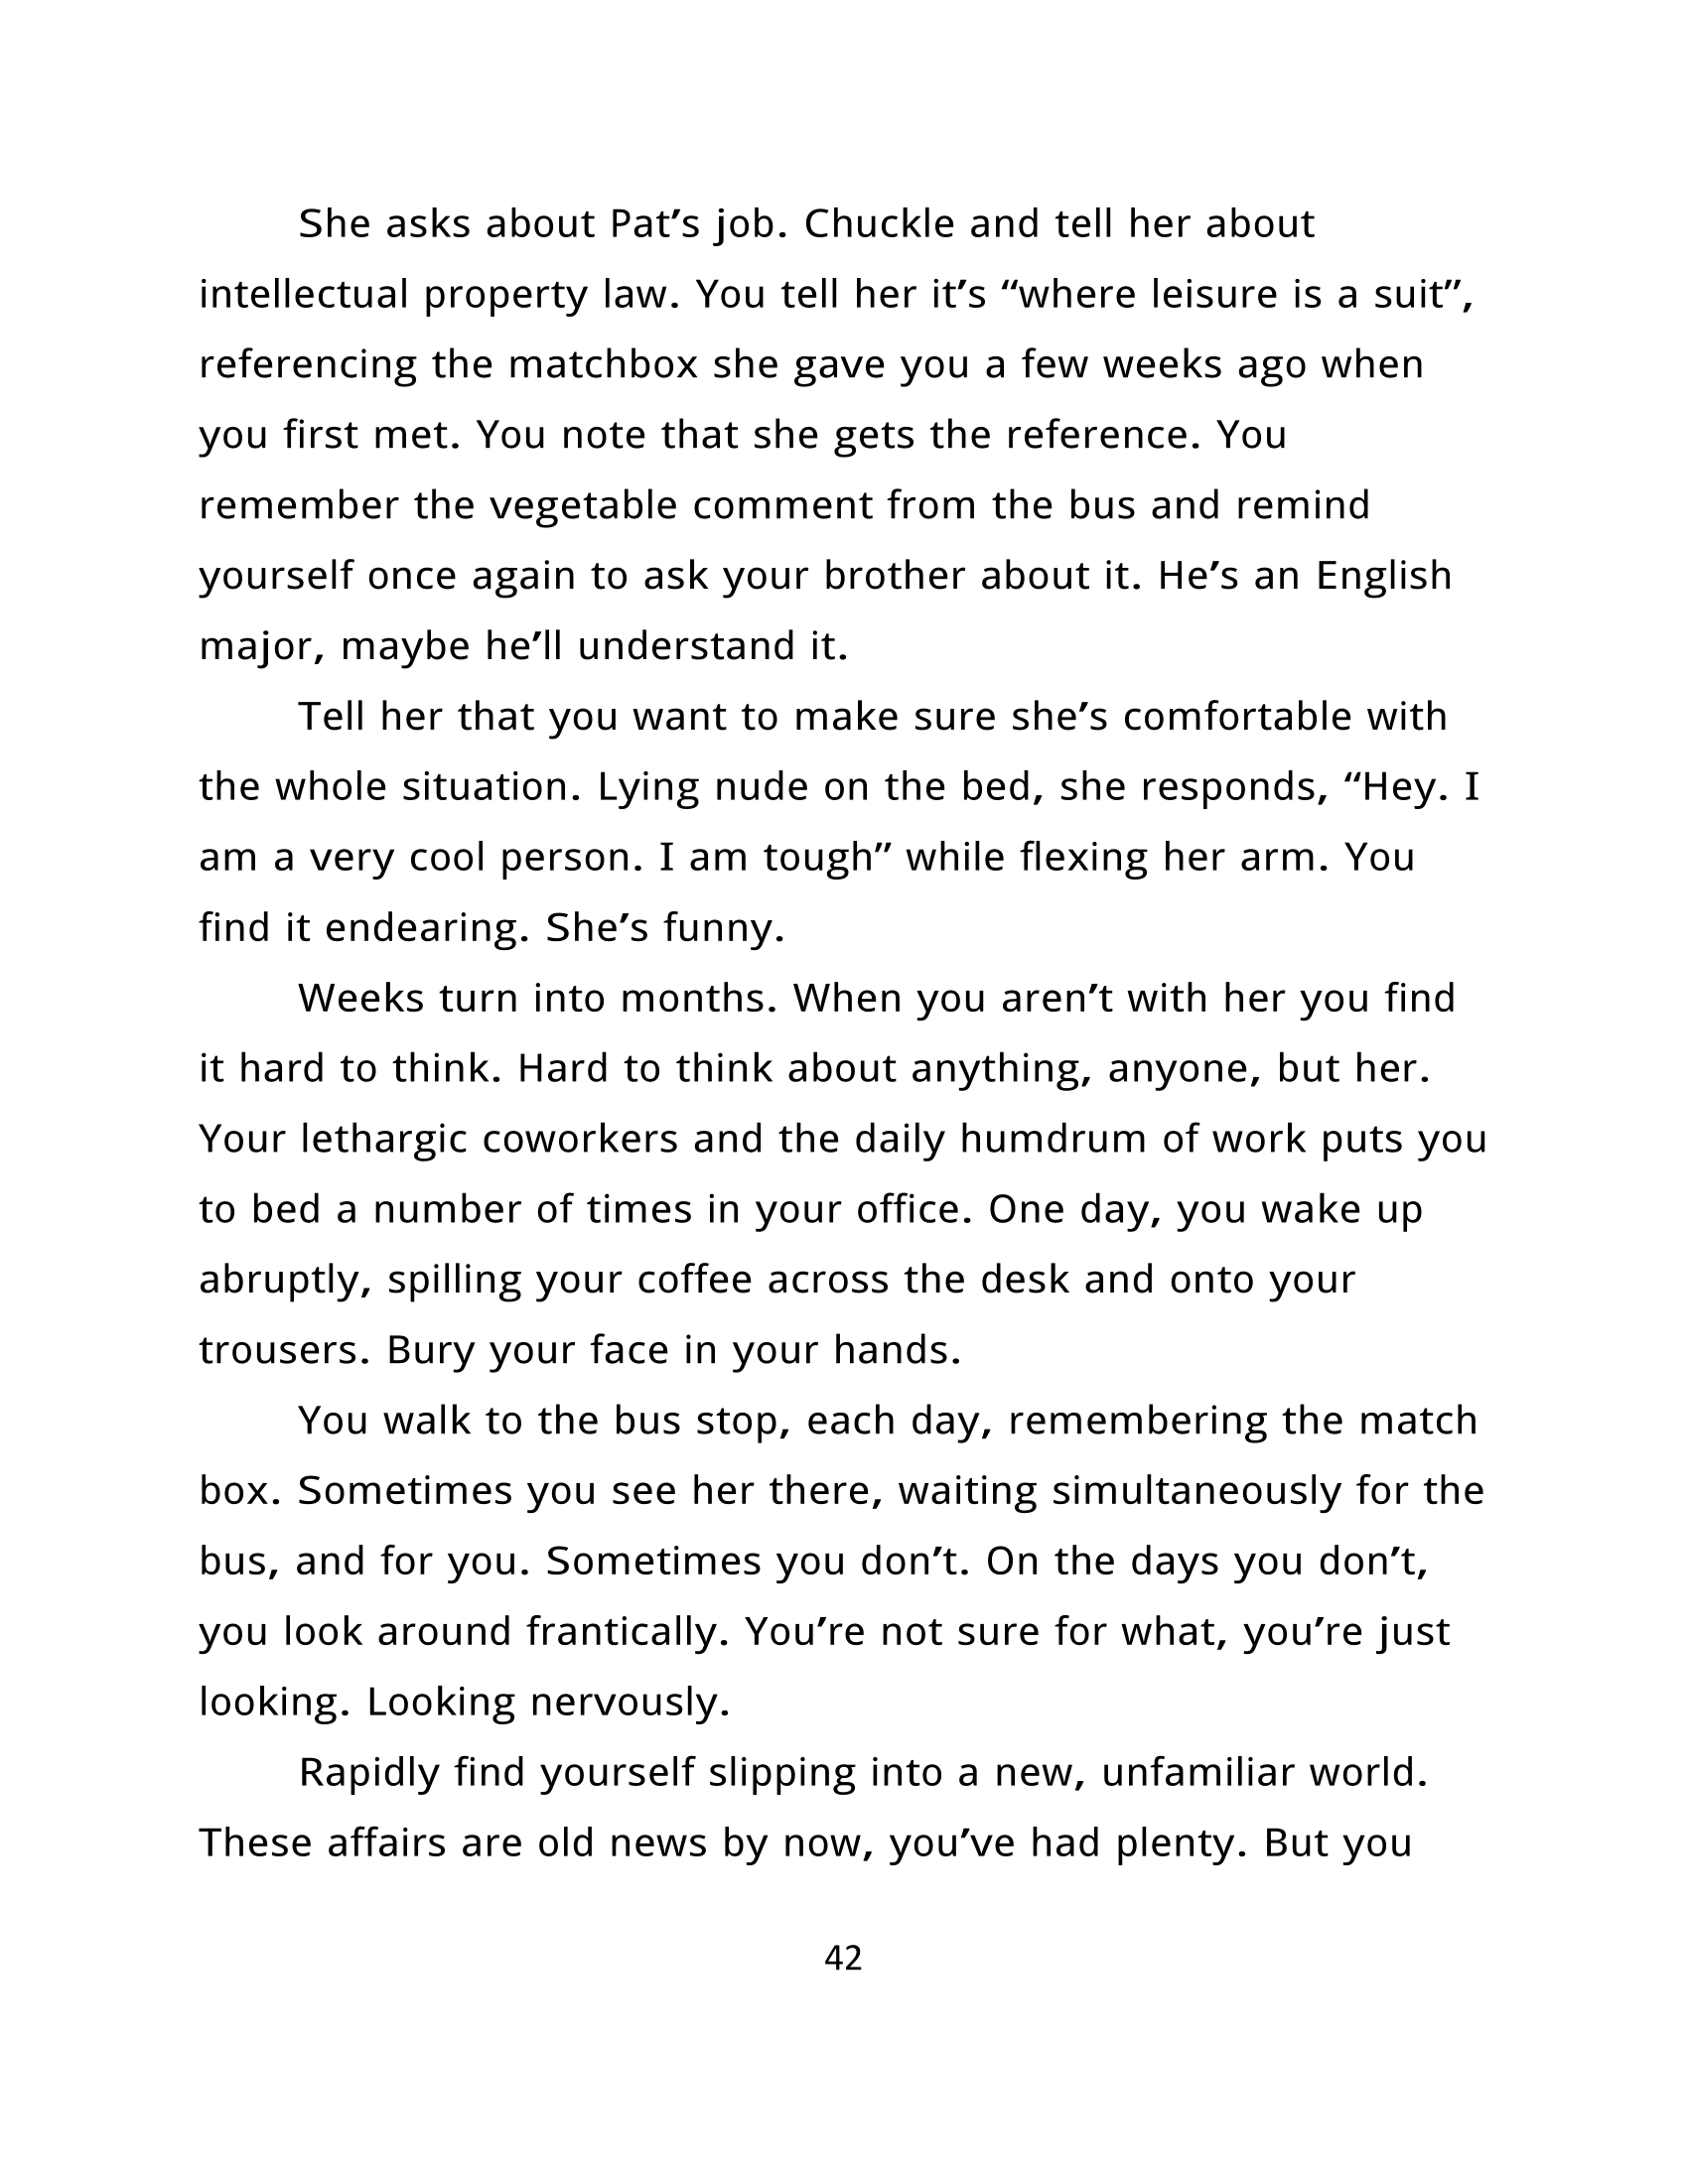 She asks about Pat’s job. Chuckle and tell her about
intellectual property law. You tell her it’s “where leisure is a suit”,
referencing the matchbox she gave you a few weeks ago when
you first met. You note that she gets the reference. You
remember the vegetable comment from the bus and remind
yourself once again to ask your brother about it. He’s an English
major, maybe he’ll understand it.
Tell her that you want to make sure she’s comfortable with
the whole situation. Lying nude on the bed, she responds, “Hey. I
am a very cool person. I am tough” while flexing her arm. You
find it endearing. She’s funny.
Weeks turn into months. When you aren’t with her you find
it hard to think. Hard to think about anything, anyone, but her.
Your lethargic coworkers and the daily humdrum of work puts you
to bed a number of times in your office. One day, you wake up
abruptly, spilling your coffee across the desk and onto your
trousers. Bury your face in your hands.
You walk to the bus stop, each day, remembering the match
box. Sometimes you see her there, waiting simultaneously for the
bus, and for you. Sometimes you don’t. On the days you don’t,
you look around frantically. You’re not sure for what, you’re just
looking. Looking nervously.
Rapidly find yourself slipping into a new, unfamiliar world.
These affairs are old news by now, you’ve had plenty. But you
42